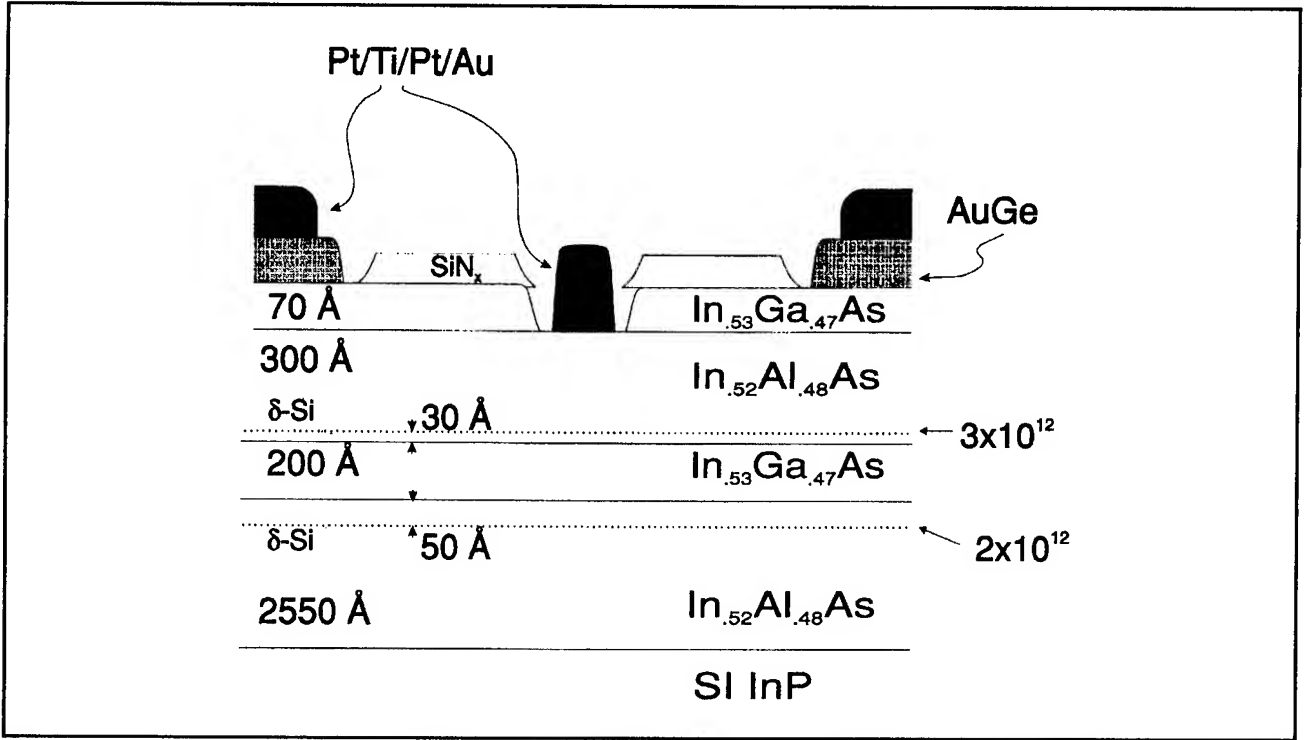 Pt/Ti/Pt/Au
AuGe
SiNₓ
70 Å In.₅₃Ga.₄₇As
300 Å
In.₅₂Al.₄₈As
δ-Si 30 Å 3x10¹²
200 Å In.₅₃Ga.₄₇As
δ-Si 50 Å 2x10¹²
2550 Å In.₅₂Al.₄₈As
SI InP